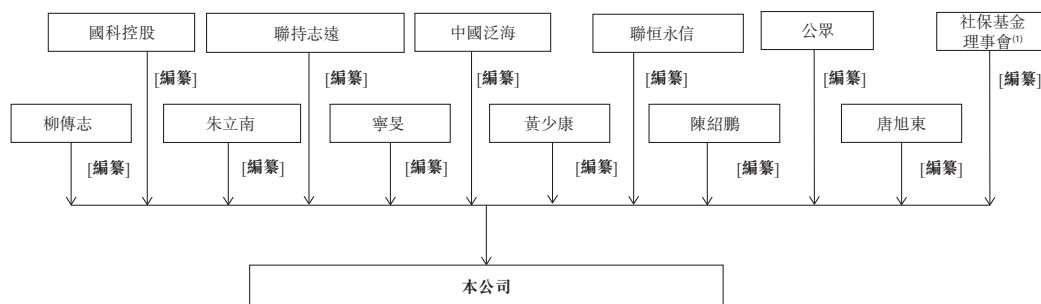 國科控股
聯持志遠
中國泛海
聯恒永信
公眾
社保基金
理事會(1)
[編纂]
[編纂]
[編纂]
[編纂]
[編纂]
[編纂]
柳傳志
朱立南
寧旻
黃少康
陳紹鵬
唐旭東
[編纂]
[編纂]
[編纂]
[編纂]
[編纂]
[編纂]
本公司